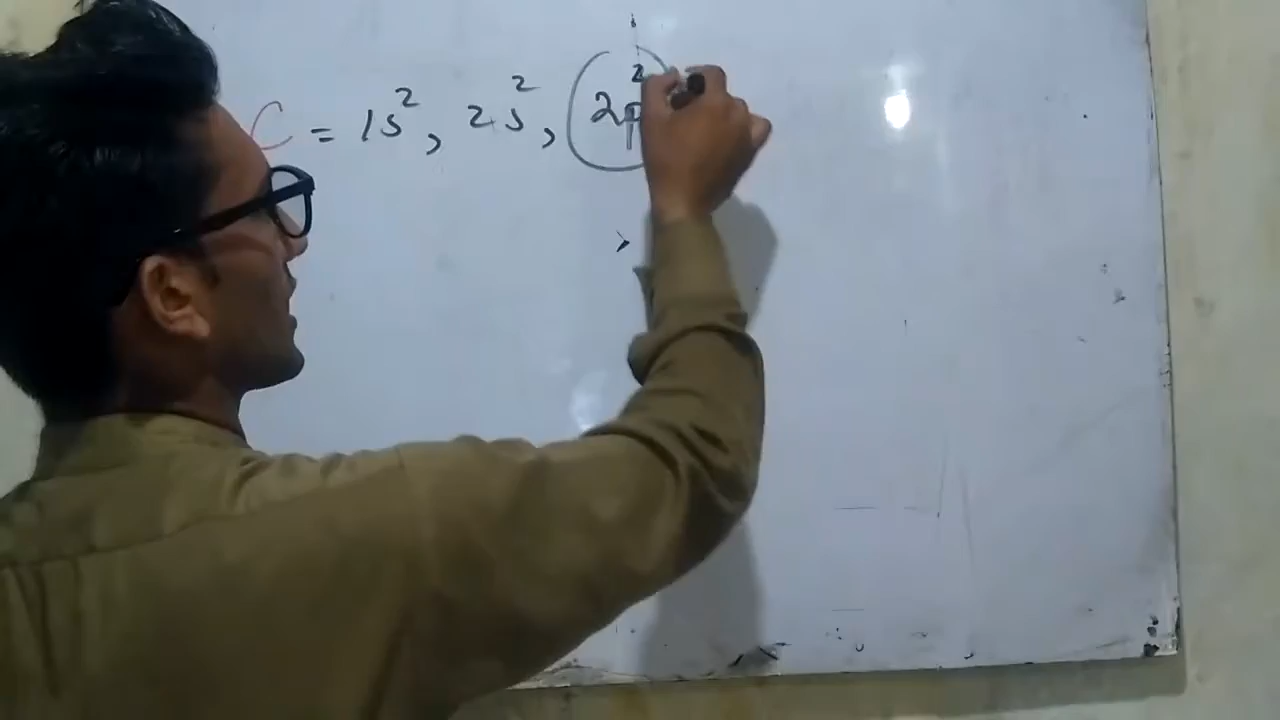 C = 1s², 2s², 2p²